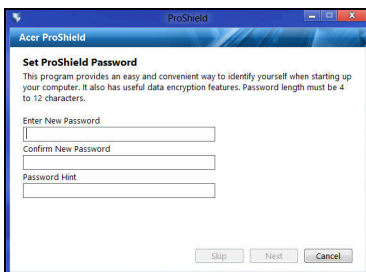 ProShield
Acer ProShield
Set ProShield Password
This program provides an easy and convenient way to identify yourself when starting up
your computer. It also has useful data encryption features. Password length must be 4
to 12 characters.
Enter New Password
Confirm New Password
Password Hint
Skip
Next
Cancel